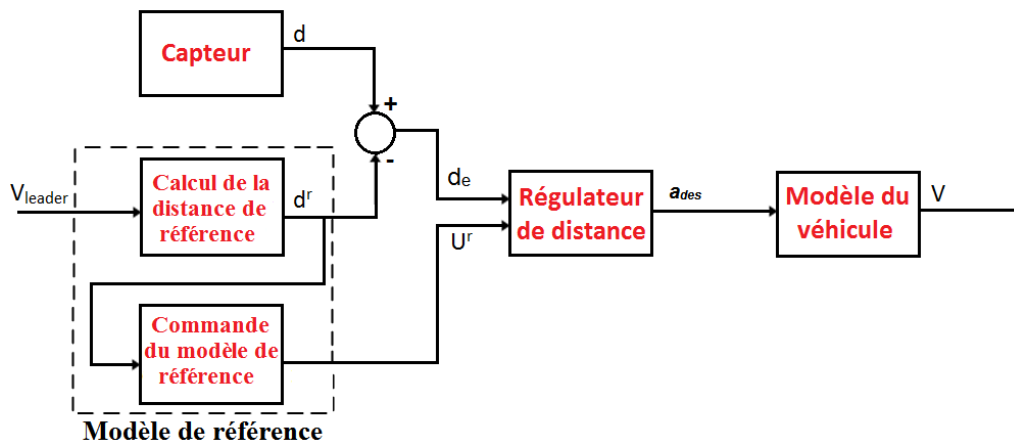 d
Capteur
+
-
V_leader
Calcul de la
distance de
référence
d^r
d_e
U^r
Régulateur
de distance
a_des
Modèle du
véhicule
V
Commande
du modèle de
référence
Modèle de référence